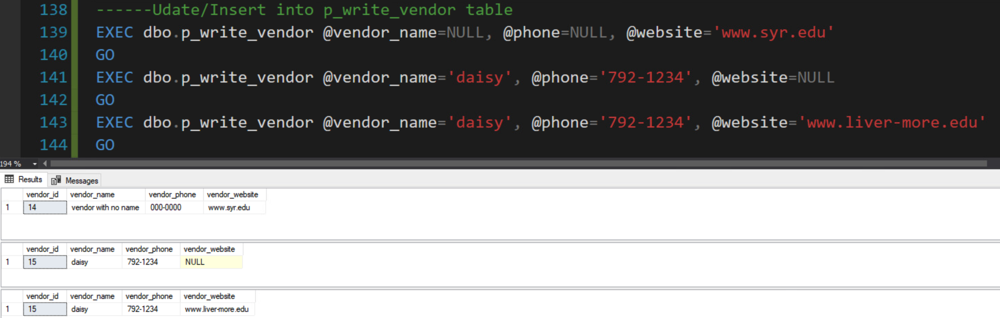 138 ------Udate/Insert into p_write_vendor table
139 EXEC dbo.p_write_vendor @vendor_name=NULL, @phone=NULL, @website='www.syr.edu'
140 GO
141 EXEC dbo.p_write_vendor @vendor_name='daisy', @phone='792-1234', @website=NULL
142 GO
143 EXEC dbo.p_write_vendor @vendor_name='daisy', @phone='792-1234', @website='www.liver-more.edu'
144 GO
194 %
Results Messages
vendor_id vendor_name vendor_phone vendor_website
1 14 vendor with no name 000-0000 www.syr.edu
vendor_id vendor_name vendor_phone vendor_website
1 15 daisy 792-1234 NULL
vendor_id vendor_name vendor_phone vendor_website
1 15 daisy 792-1234 www.liver-more.edu